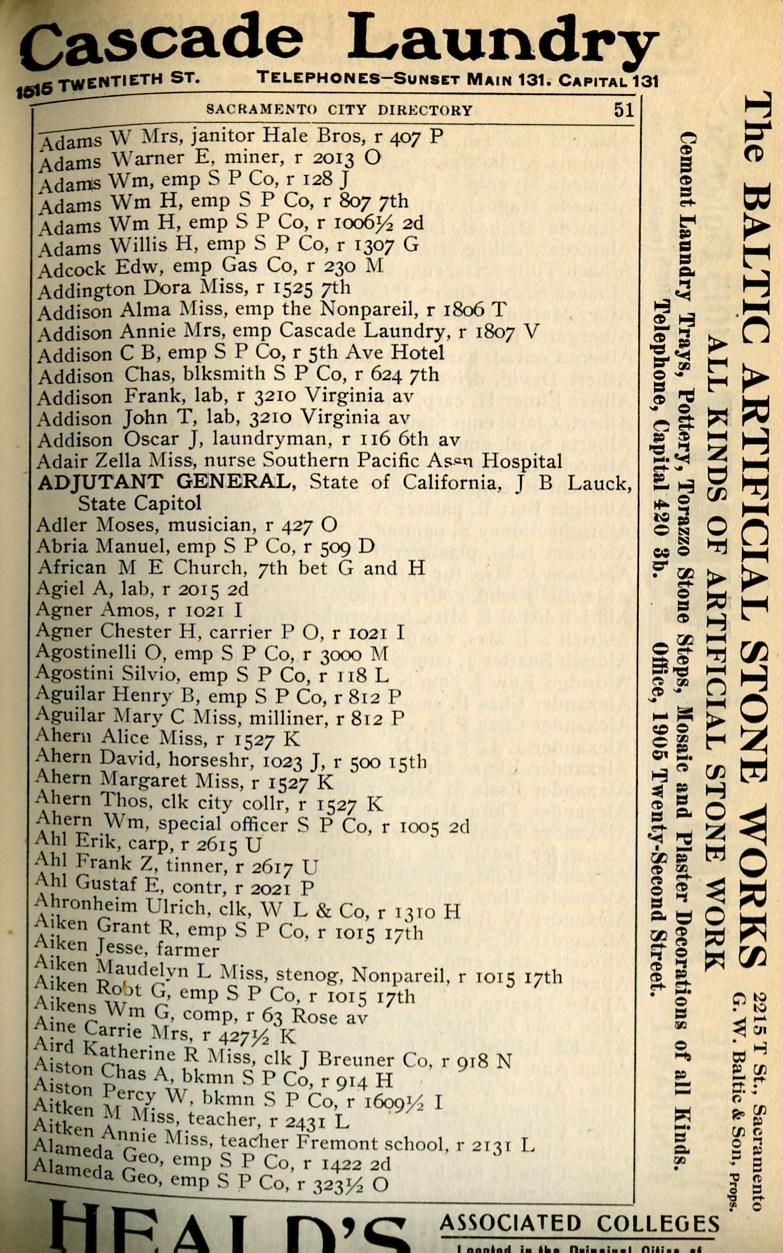 Cascade Laundry
1515 TWENTIETH ST. TELEPHONES—SUNSET MAIN 131. CAPITAL 131
SACRAMENTO CITY DIRECTORY 51
Adams W Mrs, janitor Hale Bros, r 407 P
Adams Warner E, miner, r 2013 O
Adams Wm, emp S P Co, r 128 J
Adams Wm H, emp S P Co, r 807 7th
Adams Wm H, emp S P Co, r 1006½ 2d
Adams Willis H, emp S P Co, r 1307 G
Adcock Edw, emp Gas Co, r 230 M
Addington Dora Miss, r 1525 7th
Addison Alma Miss, emp the Nonpareil, r 1806 T
Addison Annie Mrs, emp Cascade Laundry, r 1807 V
Addison C B, emp S P Co, r 5th Ave Hotel
Addison Chas, blksmith S P Co, r 624 7th
Addison Frank, lab, r 3210 Virginia av
Addison John T, lab, 3210 Virginia av
Addison Oscar J, laundryman, r 116 6th av
Adair Zella Miss, nurse Southern Pacific Assn Hospital
ADJUTANT GENERAL, State of California, J B Lauck,
State Capitol
Adler Moses, musician, r 427 O
Abria Manuel, emp S P Co, r 509 D
African M E Church, 7th bet G and H
Agiel A, lab, r 2015 2d
Agner Amos, r 1021 I
Agner Chester H, carrier P O, r 1021 I
Agostinelli O, emp S P Co, r 3000 M
Agostini Silvio, emp S P Co, r 118 L
Aguilar Henry B, emp S P Co, r 812 P
Aguilar Mary C Miss, milliner, r 812 P
Ahern Alice Miss, r 1527 K
Ahern David, horseshr, 1023 J, r 500 15th
Ahern Margaret Miss, r 1527 K
Ahern Thos, clk city collr, r 1527 K
Ahern Wm, special officer S P Co, r 1005 2d
Ahl Erik, carp, r 2615 U
Ahl Frank Z, tinner, r 2617 U
Ahl Gustaf E, contr, r 2021 P
Ahronheim Ulrich, clk, W L & Co, r 1310 H
Aiken Grant R, emp S P Co, r 1015 17th
Aiken Jesse, farmer
Aiken Maudelyn L Miss, stenog, Nonpareil, r 1015 17th
Aiken Robt G, emp S P Co, r 1015 17th
Aikens Wm G, comp, r 63 Rose av
Aine Carrie Mrs, r 427½ K
Aird Katherine R Miss, clk J Breuner Co, r 918 N
Aiston Chas A, bkmn S P Co, r 914 H
Aiston Percy W, bkmn S P Co, r 1609½ I
Aitken M Miss, teacher, r 2431 L
Aitken Annie Miss, teacher Fremont school, r 2131 L
Alameda Geo, emp S P Co, r 1422 2d
Alameda Geo, emp S P Co, r 323½ O
The BALTIC ARTIFICIAL STONE WORKS
2215 T St., Sacramento
G. W. Baltic & Son, Props.
ALL KINDS OF ARTIFICIAL STONE WORK
Cement Laundry Trays, Pottery, Torazzo Stone Steps, Mosaic and Plaster Decorations of all Kinds.
Telephone, Capital 420 3b. Office, 1905 Twenty-Second Street.
HEALD'S ASSOCIATED COLLEGES
Located in the Principal Cities of